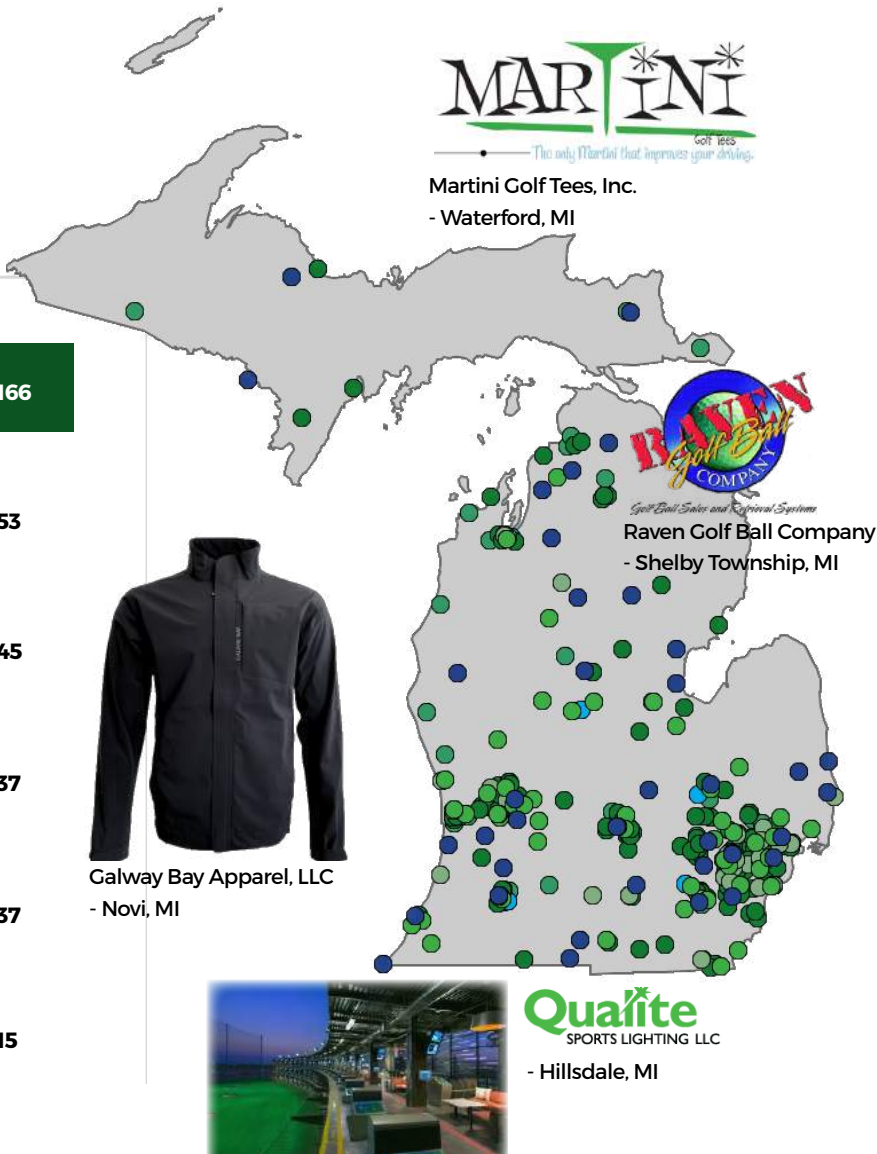 MARTiNi
Golf Tees
The only Martini that improves your driving.
Martini Golf Tees, Inc.
- Waterford, MI
RAVEN
Golf Ball
COMPANY
Golf Ball Sales and Retrieval Systems
Raven Golf Ball Company
- Shelby Township, MI
166
53
45
37
37
15
GALWAY BAY
Galway Bay Apparel, LLC
- Novi, MI
Qualite
SPORTS LIGHTING LLC
- Hillsdale, MI